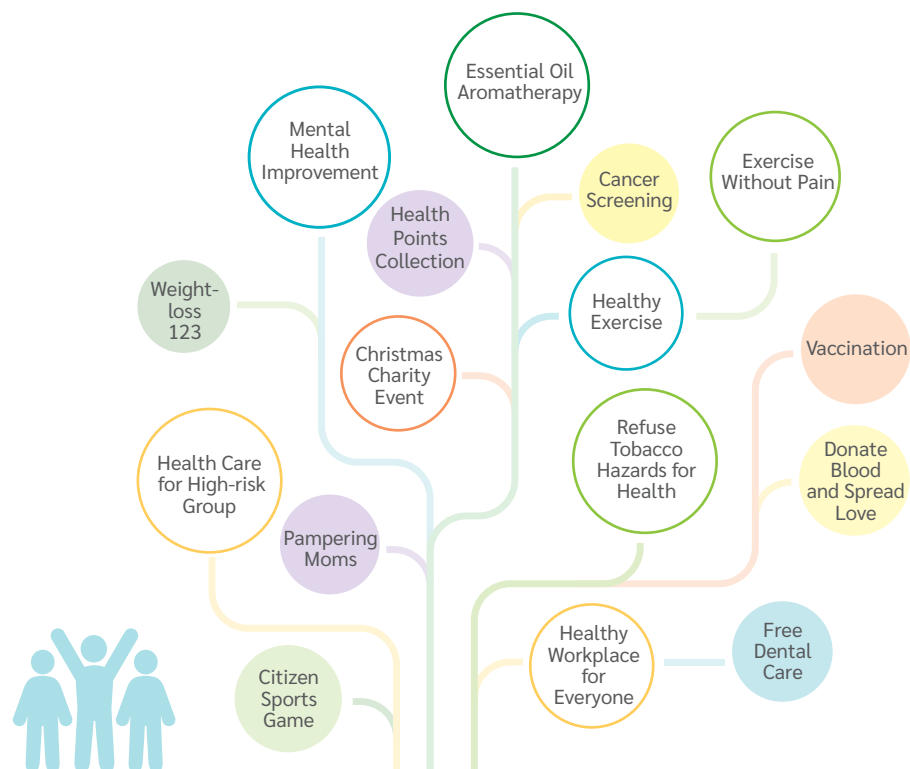 Essential Oil
Aromatherapy
Mental
Health
Improvement
Exercise
Without Pain
Cancer
Screening
Health
Points
Collection
Weight-
loss
123
Healthy
Exercise
Vaccination
Christmas
Charity
Event
Refuse
Tobacco
Hazards for
Health
Health Care
for High-risk
Group
Donate
Blood
and Spread
Love
Pampering
Moms
Healthy
Workplace
for
Everyone
Free
Dental
Care
Citizen
Sports
Game